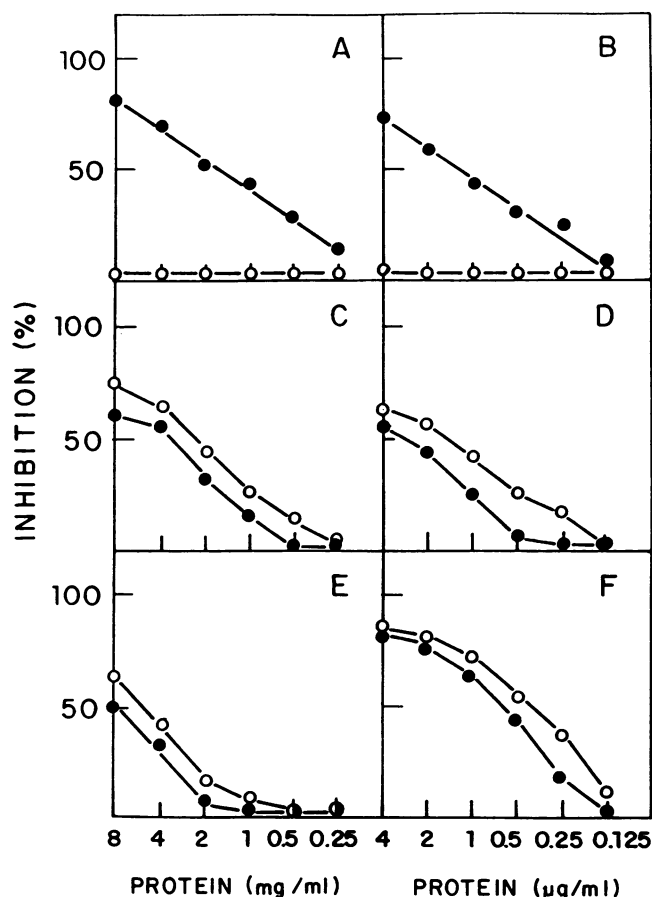 A
B
100
50
C
D
100
50
E
F
100
50
INHIBITION (%)
8 4 2 1 0.5 0.25
4 2 1 0.5 0.25 0.125
PROTEIN (mg/ml)
PROTEIN (µg/ml)